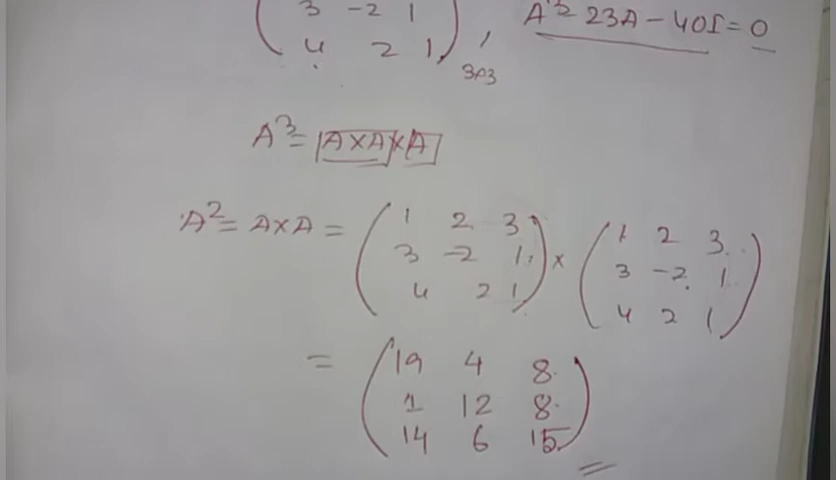 3 -2 1
4 2 1 , A³- 23A - 40I = 0
3×3
A³= A×A × A
A² = A×A = 1 2 3 × 1 2 3
3 -2 1 3 -2 1
4 2 1 4 2 1
= 19 4 8
1 12 8
14 6 15